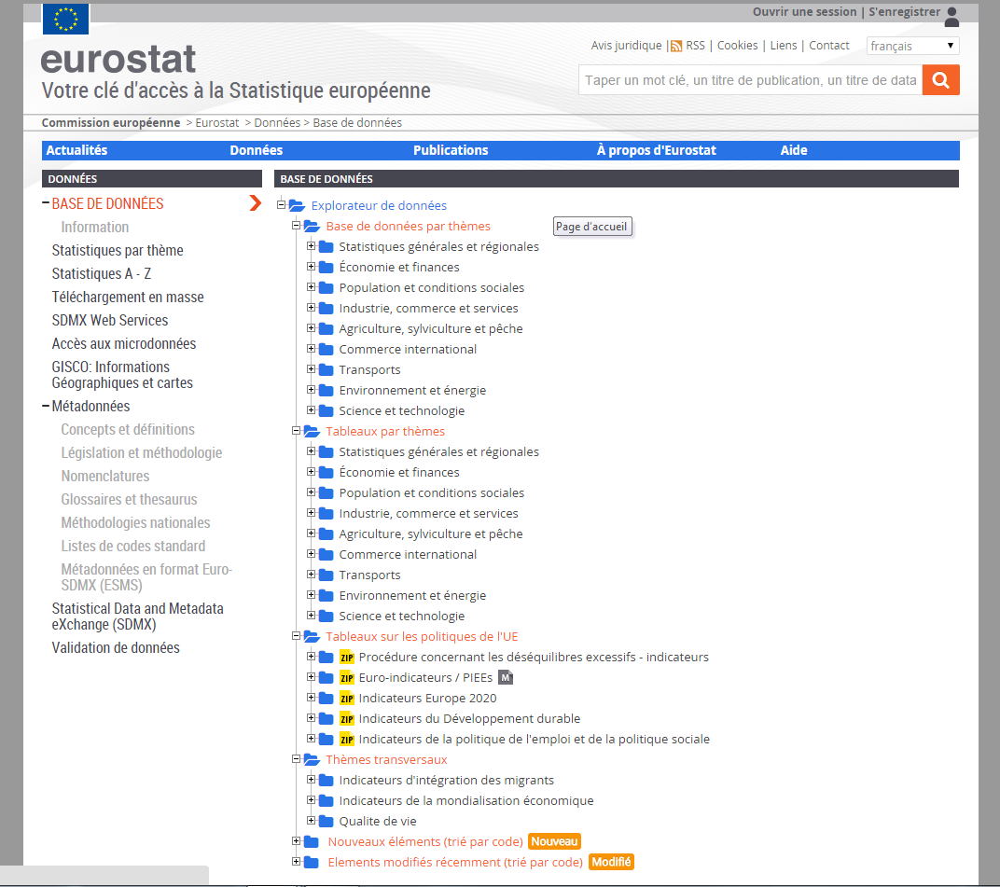 Ouvrir une session | S'enregistrer
Avis juridique | RSS | Cookies | Liens | Contact
français
eurostat
Taper un mot clé, un titre de publication, un titre de data
Votre clé d'accès à la Statistique européenne
Commission européenne > Eurostat > Données > Base de données
Actualités Données Publications À propos d'Eurostat Aide
DONNÉES
BASE DE DONNÉES
Information
Statistiques par thème
Statistiques A - Z
Téléchargement en masse
SDMX Web Services
Accès aux microdonnées
GISCO: Informations
Géographiques et cartes
Métadonnées
Concepts et définitions
Législation et méthodologie
Nomenclatures
Glossaires et thesaurus
Méthodologies nationales
Listes de codes standard
Métadonnées en format Euro-
SDMX (ESMS)
Statistical Data and Metadata
eXchange (SDMX)
Validation de données
BASE DE DONNÉES
Explorateur de données
Base de données par thèmes
Page d'accueil
Statistiques générales et régionales
Économie et finances
Population et conditions sociales
Industrie, commerce et services
Agriculture, sylviculture et pêche
Commerce international
Transports
Environnement et énergie
Science et technologie
Tableaux par thèmes
Statistiques générales et régionales
Économie et finances
Population et conditions sociales
Industrie, commerce et services
Agriculture, sylviculture et pêche
Commerce international
Transports
Environnement et énergie
Science et technologie
Tableaux sur les politiques de l'UE
ZIP Procédure concernant les déséquilibres excessifs - indicateurs
ZIP Euro-indicateurs / PIEEs M
ZIP Indicateurs Europe 2020
ZIP Indicateurs du Développement durable
ZIP Indicateurs de la politique de l'emploi et de la politique sociale
Thèmes transversaux
Indicateurs d'intégration des migrants
Indicateurs de la mondialisation économique
Qualite de vie
Nouveaux éléments (trié par code) Nouveau
Elements modifiés récemment (trié par code) Modifié